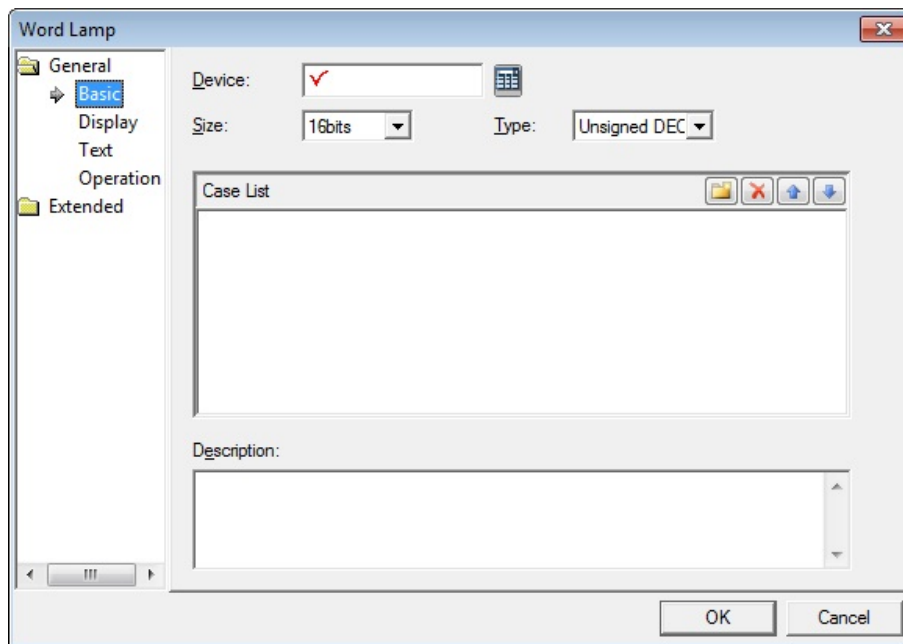 Word Lamp
General
Basic
Display
Text
Operation
Extended
Device:
Size: 16bits Type: Unsigned DEC
Case List
Description:
OK Cancel